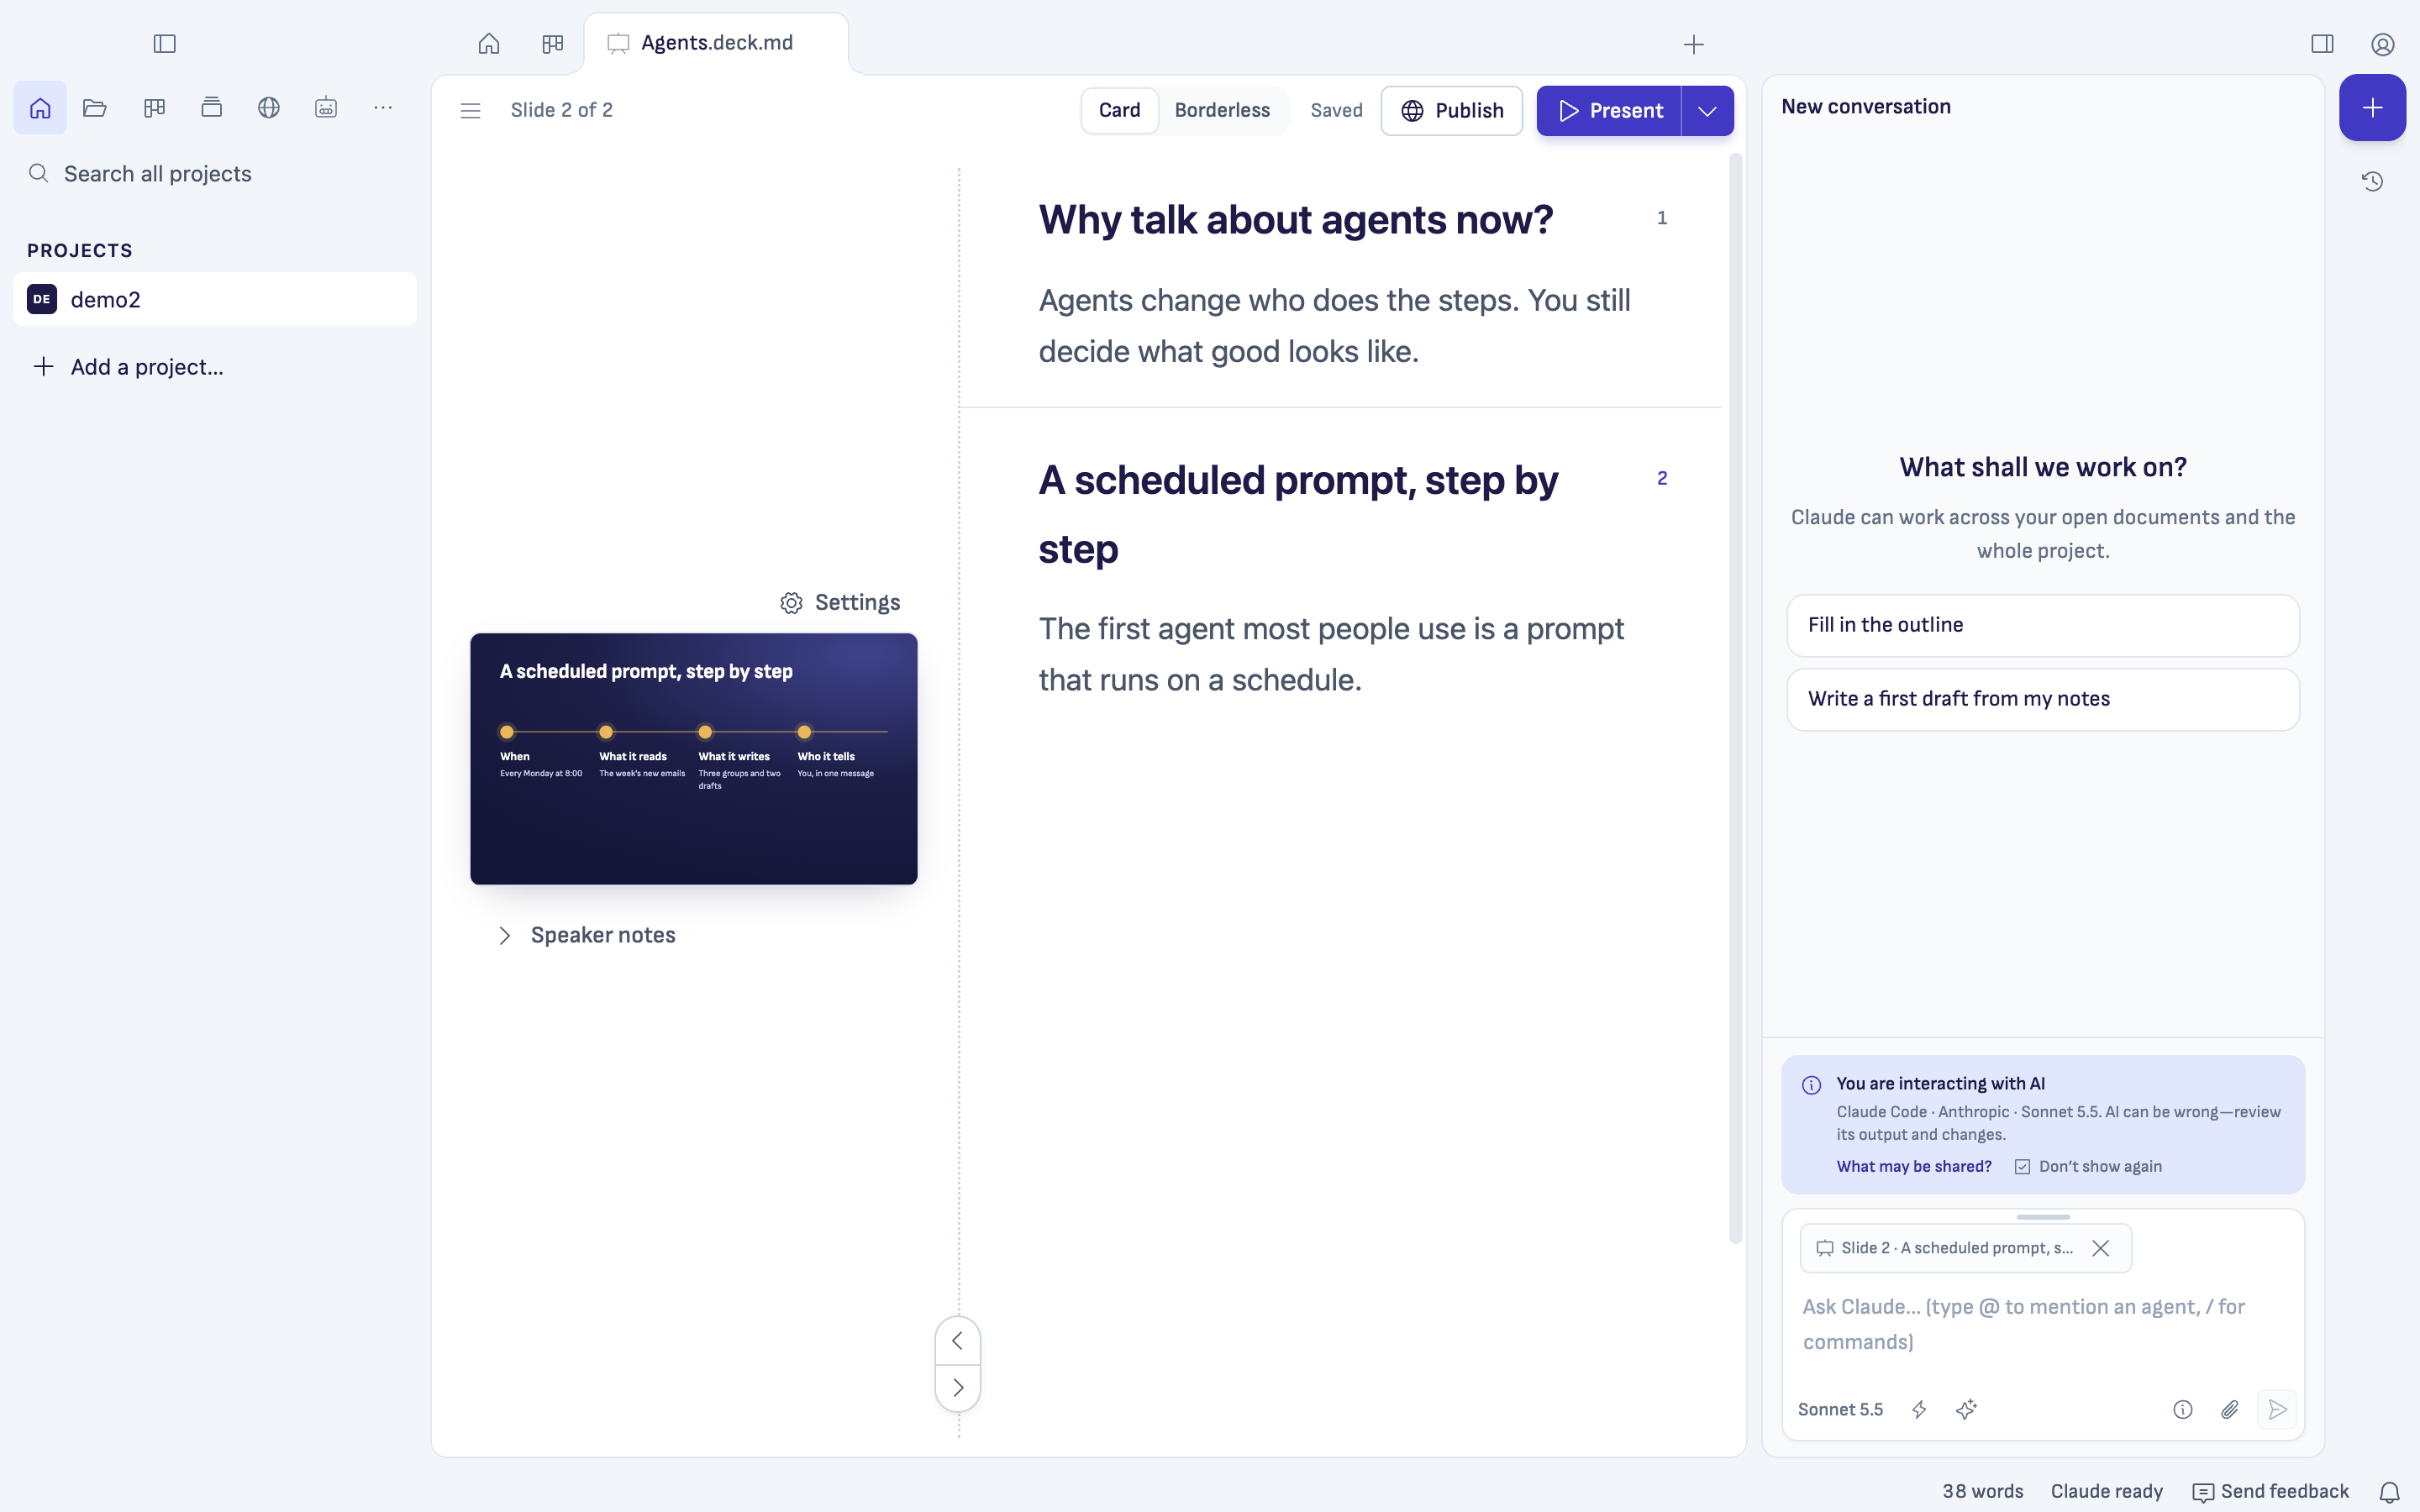 Agents.deck.md
Search all projects
PROJECTS
DE
demo2
Add a project...
Slide 2 of 2
Card
Borderless
Saved
Publish
Present
Why talk about agents now?
1
Agents change who does the steps. You still
decide what good looks like.
A scheduled prompt, step by
step
2
The first agent most people use is a prompt
that runs on a schedule.
Settings
A scheduled prompt, step by step
When
Every Monday at 8:00
What it reads
The week's new emails
What it writes
Three groups and two
drafts
Who it tells
You, in one message
Speaker notes
New conversation
What shall we work on?
Claude can work across your open documents and the
whole project.
Fill in the outline
Write a first draft from my notes
You are interacting with AI
Claude Code · Anthropic · Sonnet 5.5. AI can be wrong—review
its output and changes.
What may be shared?
Don't show again
Slide 2 · A scheduled prompt, s...
Ask Claude... (type @ to mention an agent, / for
commands)
Sonnet 5.5
38 words
Claude ready
Send feedback